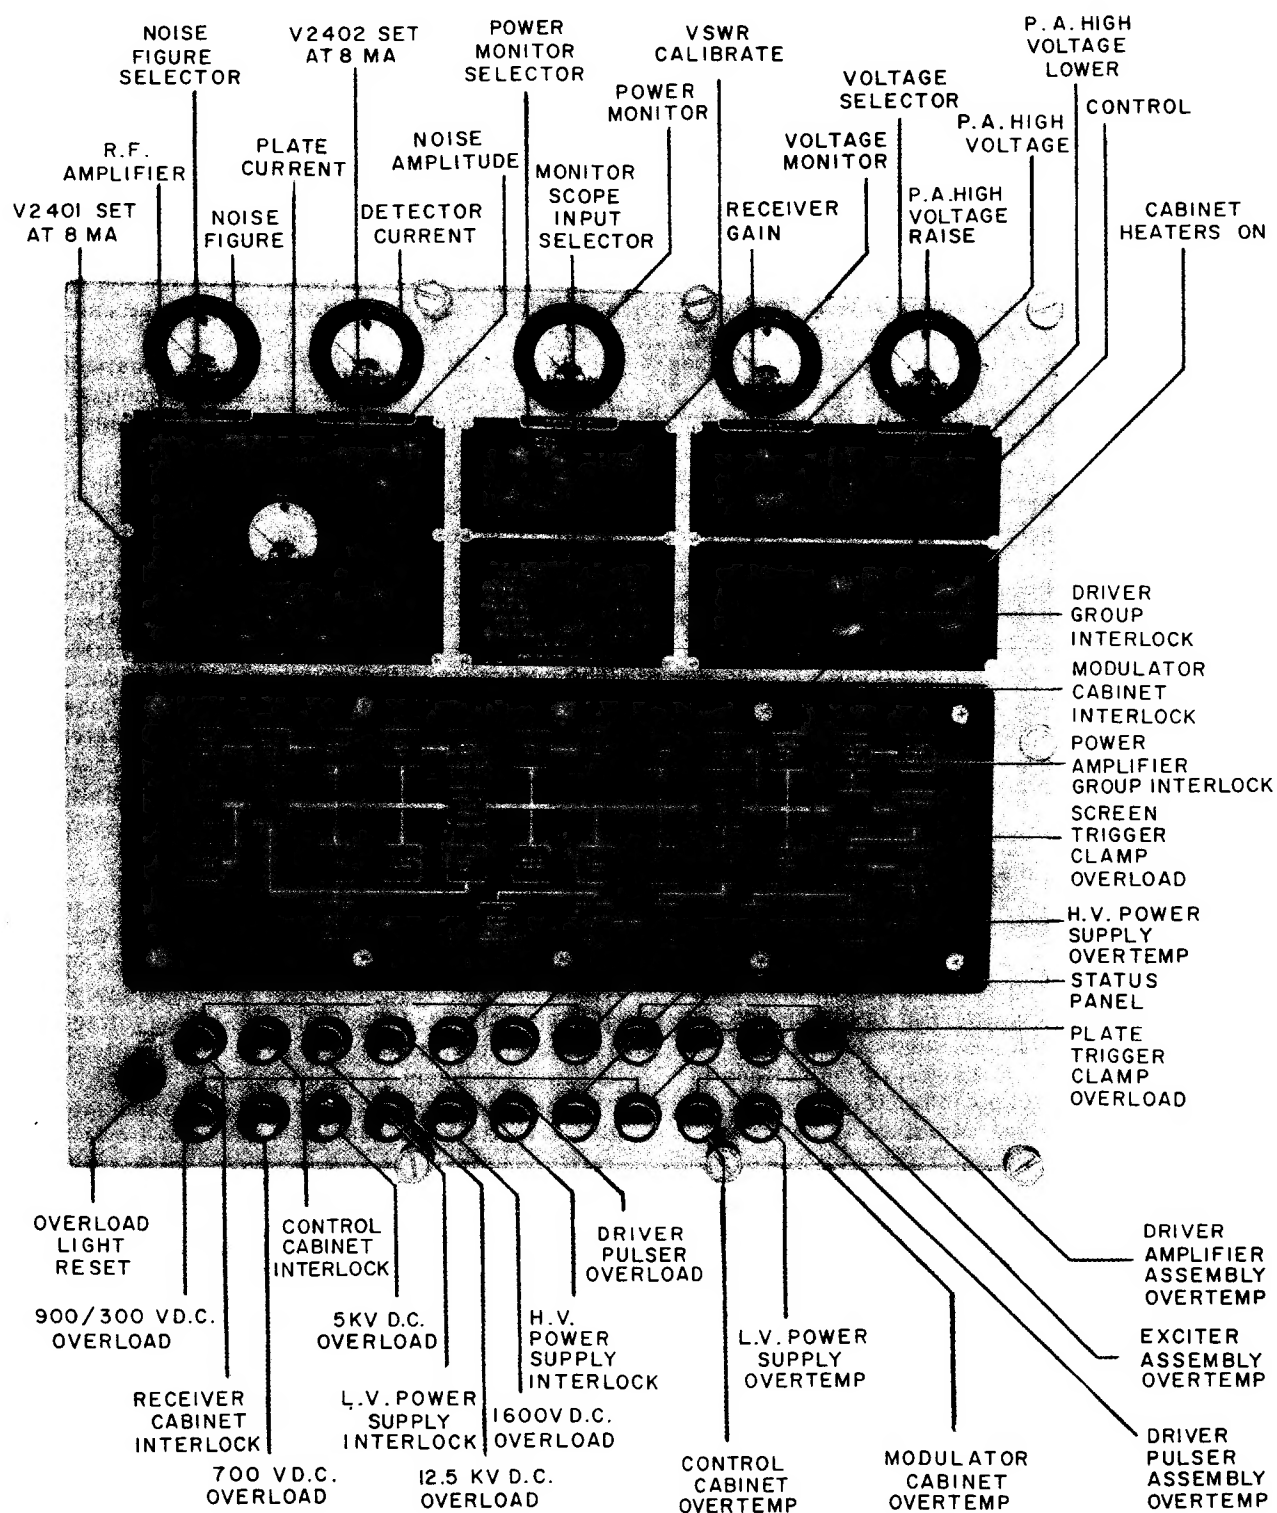 NOISE
FIGURE
SELECTOR
V2402 SET
AT 8 MA
POWER
MONITOR
SELECTOR
VSWR
CALIBRATE
P.A. HIGH
VOLTAGE
LOWER
POWER
MONITOR
VOLTAGE
SELECTOR
CONTROL
R.F.
AMPLIFIER
PLATE
CURRENT
NOISE
AMPLITUDE
VOLTAGE
MONITOR
P.A. HIGH
VOLTAGE
V2401 SET
AT 8 MA
NOISE
FIGURE
DETECTOR
CURRENT
MONITOR
SCOPE
INPUT
SELECTOR
RECEIVER
GAIN
P.A. HIGH
VOLTAGE
RAISE
CABINET
HEATERS ON
DRIVER
GROUP
INTERLOCK
MODULATOR
CABINET
INTERLOCK
POWER
AMPLIFIER
GROUP INTERLOCK
SCREEN
TRIGGER
CLAMP
OVERLOAD
H.V. POWER
SUPPLY
OVERTEMP
STATUS
PANEL
PLATE
TRIGGER
CLAMP
OVERLOAD
OVERLOAD
LIGHT
RESET
CONTROL
CABINET
INTERLOCK
DRIVER
PULSER
OVERLOAD
DRIVER
AMPLIFIER
ASSEMBLY
OVERTEMP
900/300 V D.C.
OVERLOAD
5KV D.C.
OVERLOAD
H.V.
POWER
SUPPLY
INTERLOCK
L.V. POWER
SUPPLY
OVERTEMP
EXCITER
ASSEMBLY
OVERTEMP
RECEIVER
CABINET
INTERLOCK
L.V. POWER
SUPPLY
INTERLOCK
1600V D.C.
OVERLOAD
700 V D.C.
OVERLOAD
12.5 KV D.C.
OVERLOAD
CONTROL
CABINET
OVERTEMP
MODULATOR
CABINET
OVERTEMP
DRIVER
PULSER
ASSEMBLY
OVERTEMP